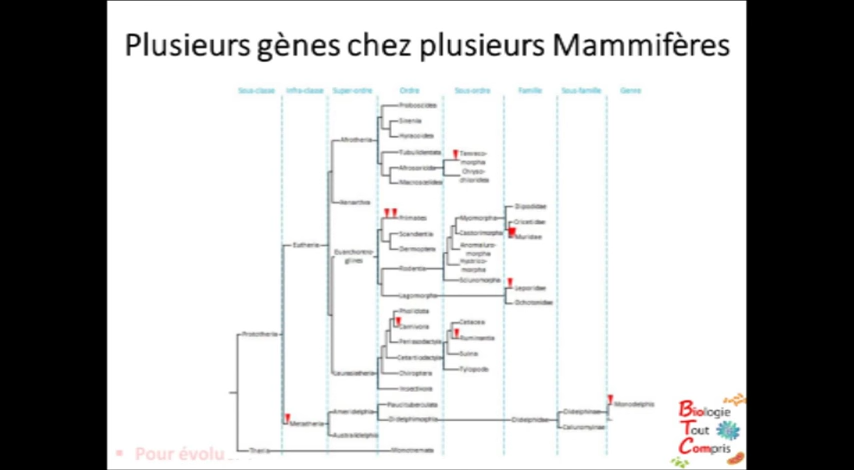 Plusieurs gènes chez plusieurs Mammifères
Sous-classe Infra-classe Super-ordre Ordre Sous-ordre Famille Sous-famille Genre
Proboscidea
Sirenia
Hyracoidea
Afrotheria
Tubulidentata
Afrosoricida
Macroscelidea
Tenreco-
morpha
Chryso-
chloridea
Xenarthra
Primates
Scandentia
Dermoptera
Euarchonto-
glires
Rodentia
Lagomorpha
Myomorpha
Castorimorpha
Anomaluro-
morpha
Hystrico-
morpha
Sciuromorpha
Dipodidae
Cricetidae
Muridae
Leporidae
Ochotonidae
Eutheria
Prototheria
Pholidota
Carnivora
Perissodactyla
Cetartiodactyla
Chiroptera
Insectivora
Laurasiatheria
Cetacea
Ruminantia
Suina
Tylopoda
Metatheria
Ameridelphia
Australidelphia
Paucituberculata
Didelphimorphia
Didelphidae
Didelphinae
Caluromyinae
Monodelphis
Theria
Monotremata
Pour évolu
Biologie
Tout
Compris